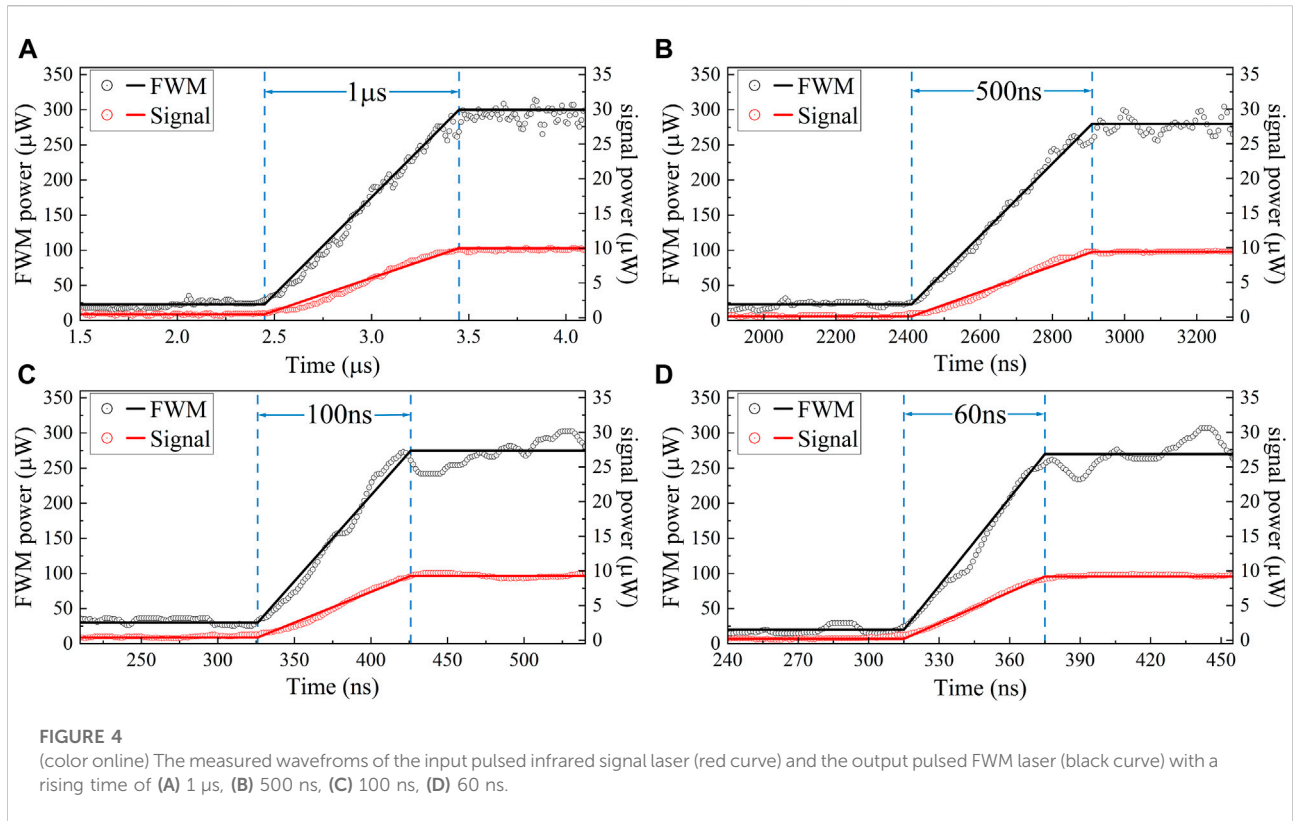 A
B
FWM
Signal
1μs
FWM power (μW)
350
300
250
200
150
100
50
0
signal power (μW)
35
30
25
20
15
10
5
0
1.5 2.0 2.5 3.0 3.5 4.0
Time (μs)
FWM
Signal
500ns
FWM power (μW)
350
300
250
200
150
100
50
0
signal power (μW)
35
30
25
20
15
10
5
0
2000 2200 2400 2600 2800 3000 3200
Time (ns)
C
D
FWM
Signal
100ns
FWM power (μW)
350
300
250
200
150
100
50
0
signal power (μW)
35
30
25
20
15
10
5
0
250 300 350 400 450 500
Time (ns)
FWM
Signal
60ns
FWM power (μW)
350
300
250
200
150
100
50
0
signal power (μW)
35
30
25
20
15
10
5
0
240 270 300 330 360 390 420 450
Time (ns)
FIGURE 4
(color online) The measured wavefroms of the input pulsed infrared signal laser (red curve) and the output pulsed FWM laser (black curve) with a
rising time of (A) 1 μs, (B) 500 ns, (C) 100 ns, (D) 60 ns.